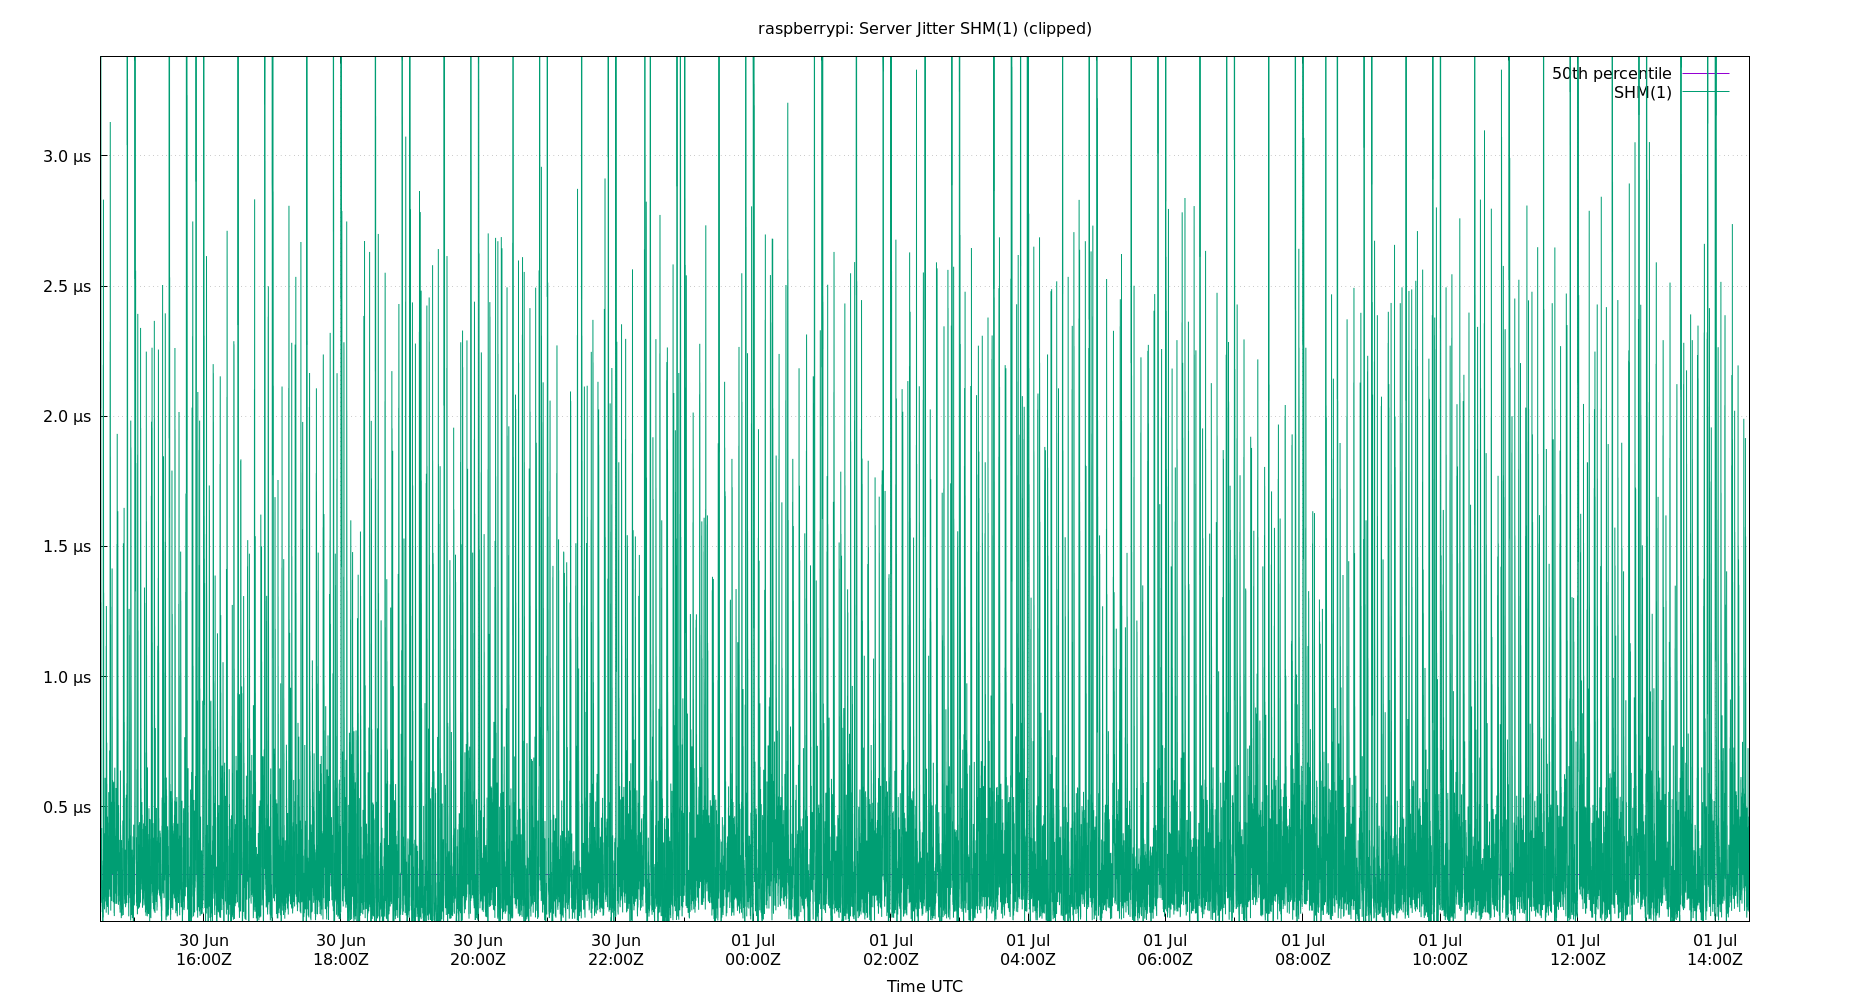 raspberrypi: Server Jitter SHM(1) (clipped)
50th percentile
SHM(1)
3.0 µs
2.5 µs
2.0 µs
1.5 µs
1.0 µs
0.5 µs
30 Jun 30 Jun 30 Jun 30 Jun 01 Jul 01 Jul 01 Jul 01 Jul 01 Jul 01 Jul 01 Jul 01 Jul
16:00Z 18:00Z 20:00Z 22:00Z 00:00Z 02:00Z 04:00Z 06:00Z 08:00Z 10:00Z 12:00Z 14:00Z
Time UTC